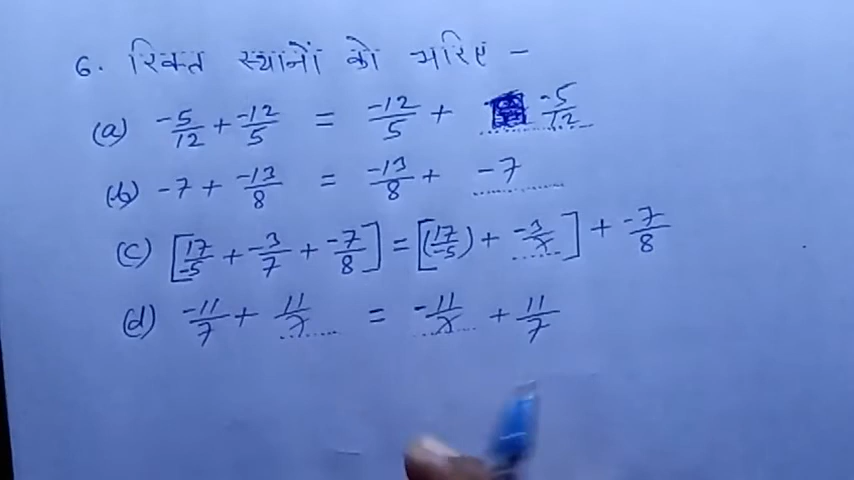 6. रिक्त स्थानों को भरिए -
(a) -5/12 + -12/5 = -12/5 + -5/12
(b) -7 + -13/8 = -13/8 + -7
(c) [17/-5 + -3/7 + -7/8] = [(17/-5) + -3/7] + -7/8
(d) -11/7 + 11/7 = -11/7 + 11/7